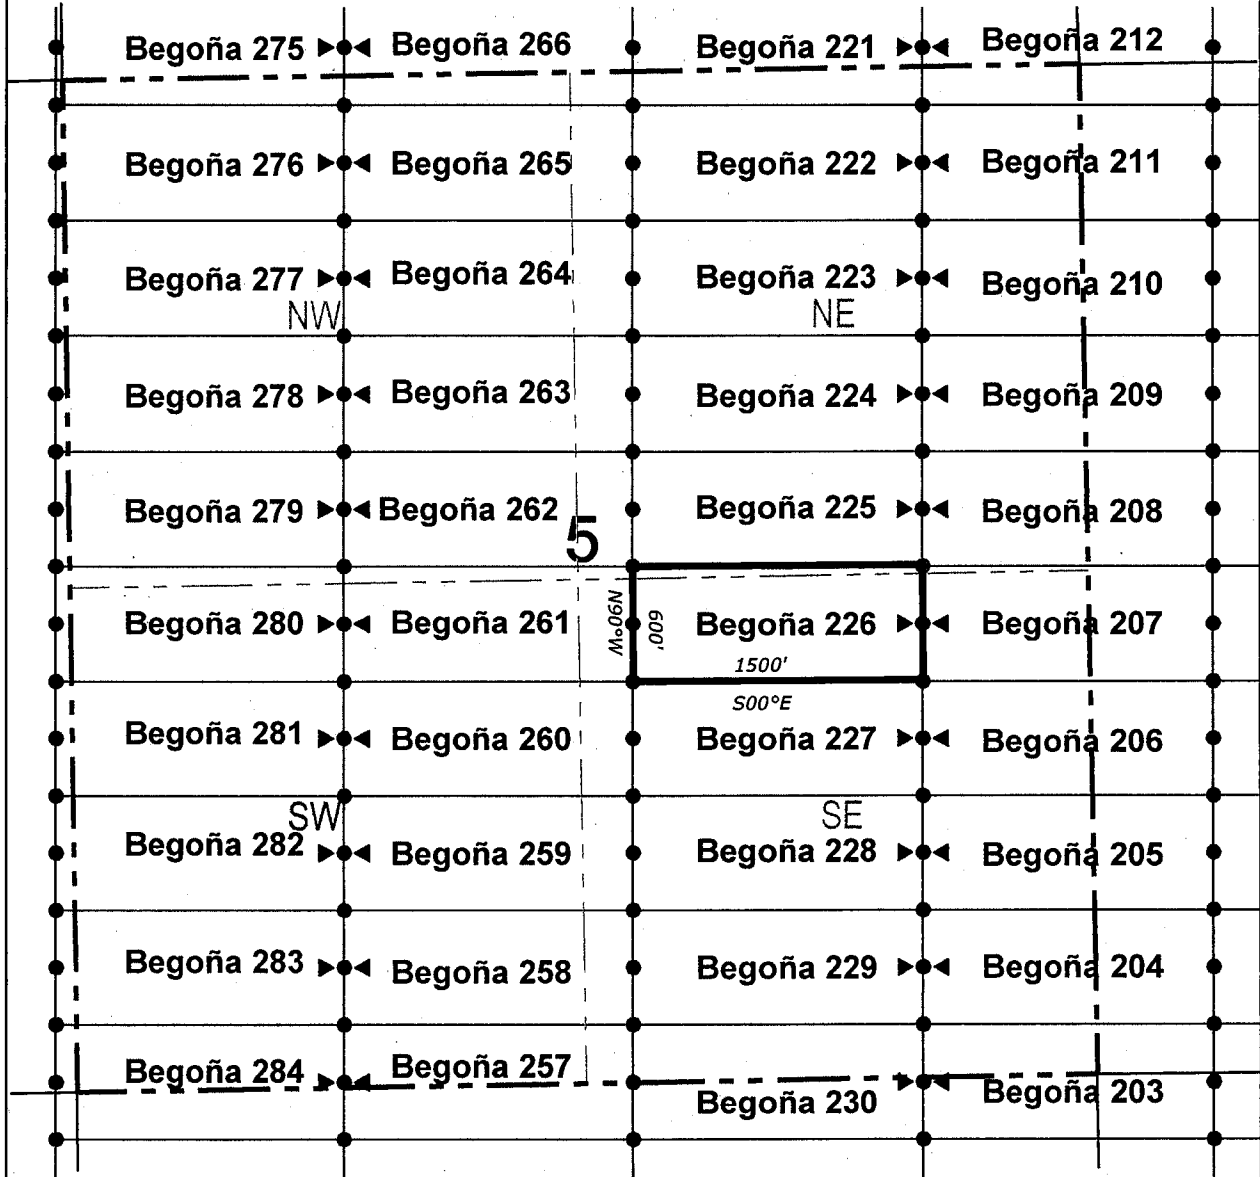 Begoña 275 Begoña 266 Begoña 221 Begoña 212
Begoña 276 Begoña 265 Begoña 222 Begoña 211
Begoña 277 Begoña 264 Begoña 223 Begoña 210
NW NE
Begoña 278 Begoña 263 Begoña 224 Begoña 209
Begoña 279 Begoña 262 Begoña 225 Begoña 208
5
Begoña 280 Begoña 261 N90°W 600' Begoña 226 Begoña 207
1500'
S00°E
Begoña 281 Begoña 260 Begoña 227 Begoña 206
SW SE
Begoña 282 Begoña 259 Begoña 228 Begoña 205
Begoña 283 Begoña 258 Begoña 229 Begoña 204
Begoña 284 Begoña 257 Begoña 230 Begoña 203